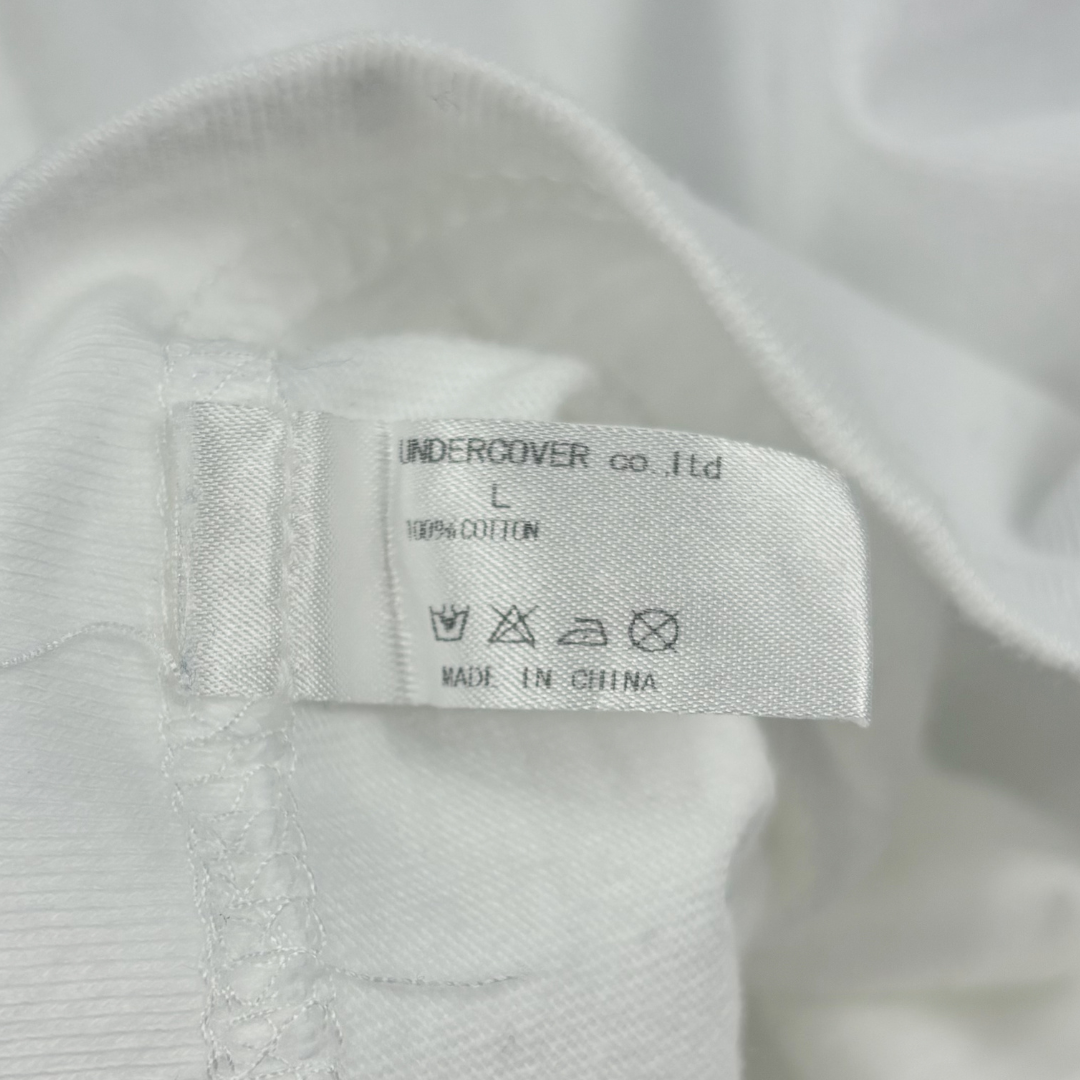 UNDERCOVER co.,ltd
L
100% COTTON
MADE IN CHINA